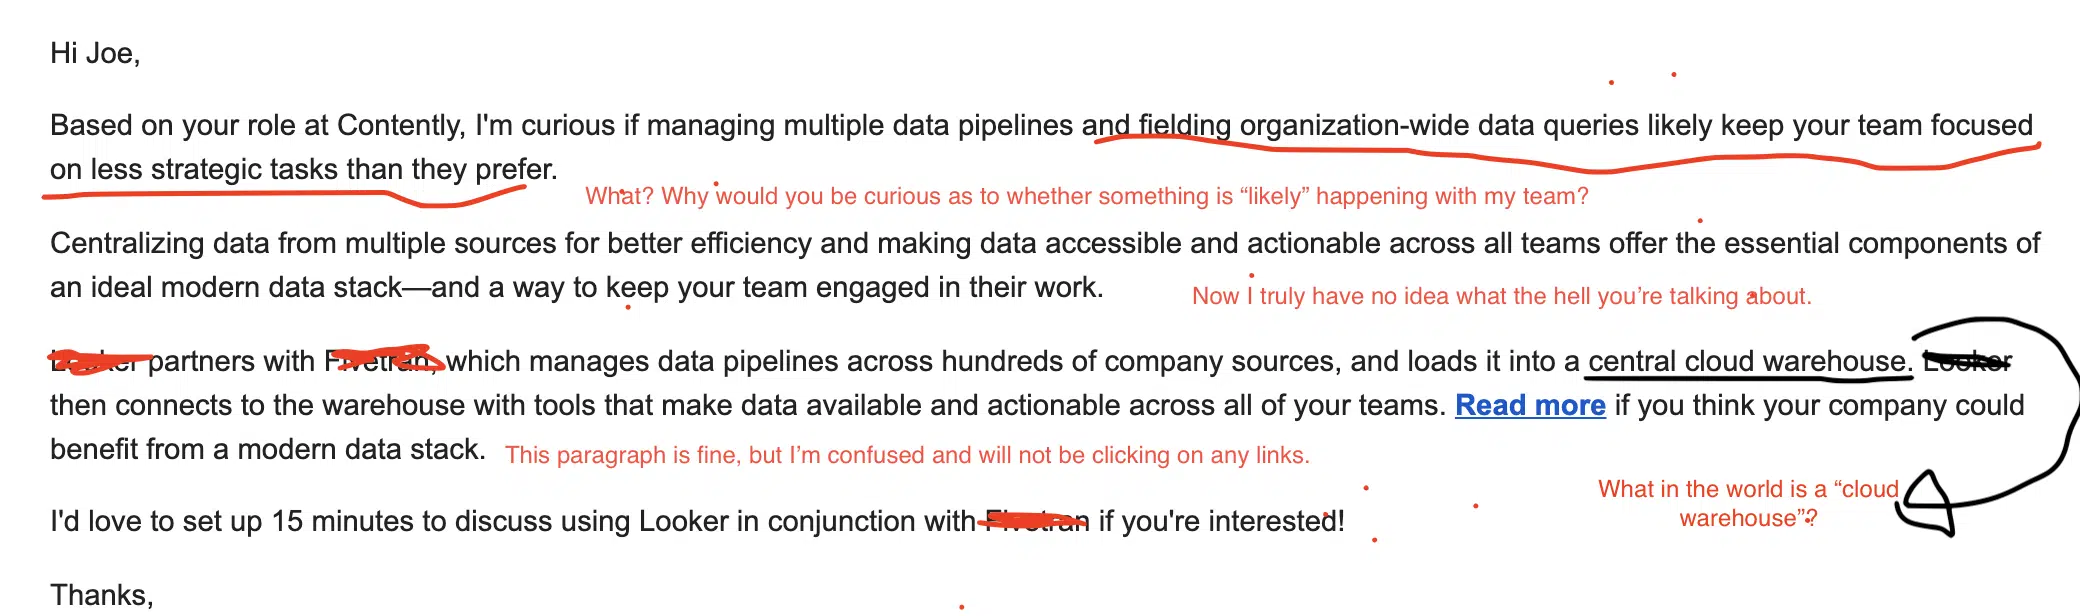 Hi Joe,
Based on your role at Contently, I'm curious if managing multiple data pipelines and fielding organization-wide data queries likely keep your team focused
on less strategic tasks than they prefer.
What? Why would you be curious as to whether something is “likely” happening with my team?
Centralizing data from multiple sources for better efficiency and making data accessible and actionable across all teams offer the essential components of
an ideal modern data stack—and a way to keep your team engaged in their work.
Now I truly have no idea what the hell you’re talking about.
Looker partners with Fivetran, which manages data pipelines across hundreds of company sources, and loads it into a central cloud warehouse. Looker
then connects to the warehouse with tools that make data available and actionable across all of your teams. Read more if you think your company could
benefit from a modern data stack.
This paragraph is fine, but I’m confused and will not be clicking on any links.
What in the world is a “cloud
warehouse”?
I'd love to set up 15 minutes to discuss using Looker in conjunction with Fivetran if you're interested!
Thanks,